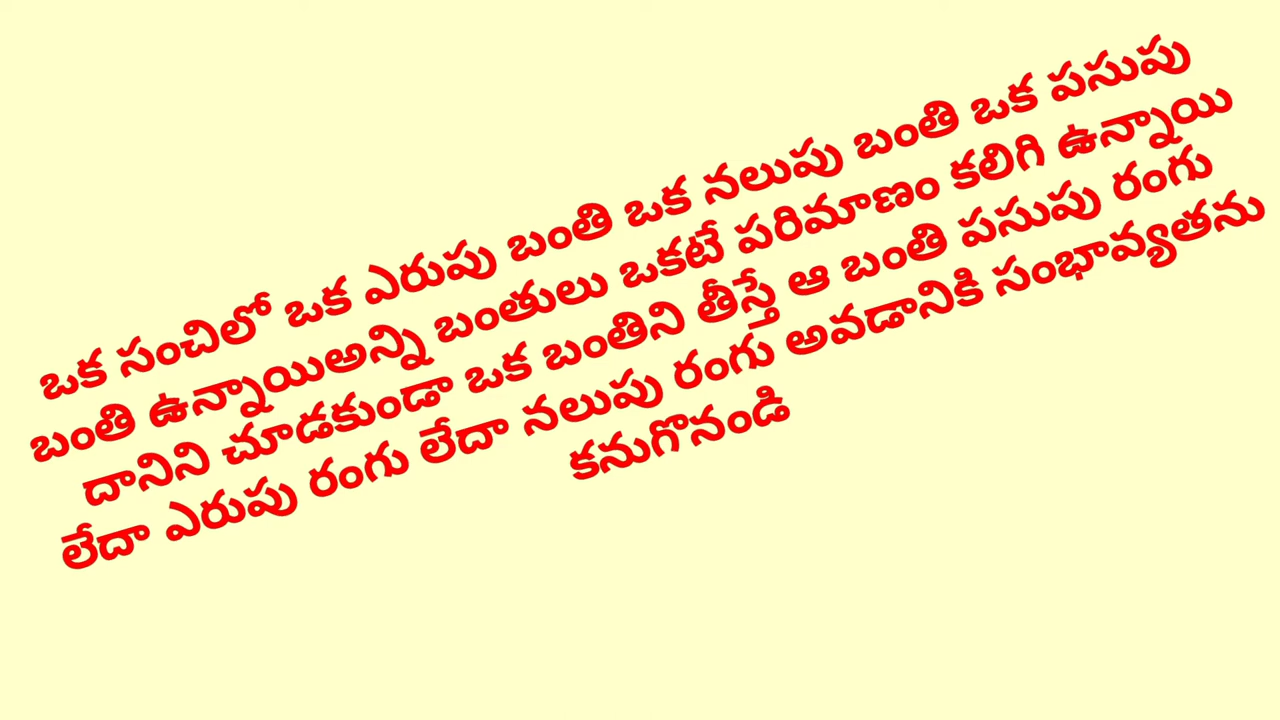 ఒక సంచిలో ఒక ఎరుపు బంతి ఒక నలుపు బంతి ఒక పసుపు
బంతి ఉన్నాయిఅన్ని బంతులు ఒకటే పరిమాణం కలిగి ఉన్నాయి
దానిని చూడకుండా ఒక బంతిని తీస్తే ఆ బంతి పసుపు రంగు
లేదా ఎరుపు రంగు లేదా నలుపు రంగు అవడానికి సంభావ్యతను
కనుగొనండి